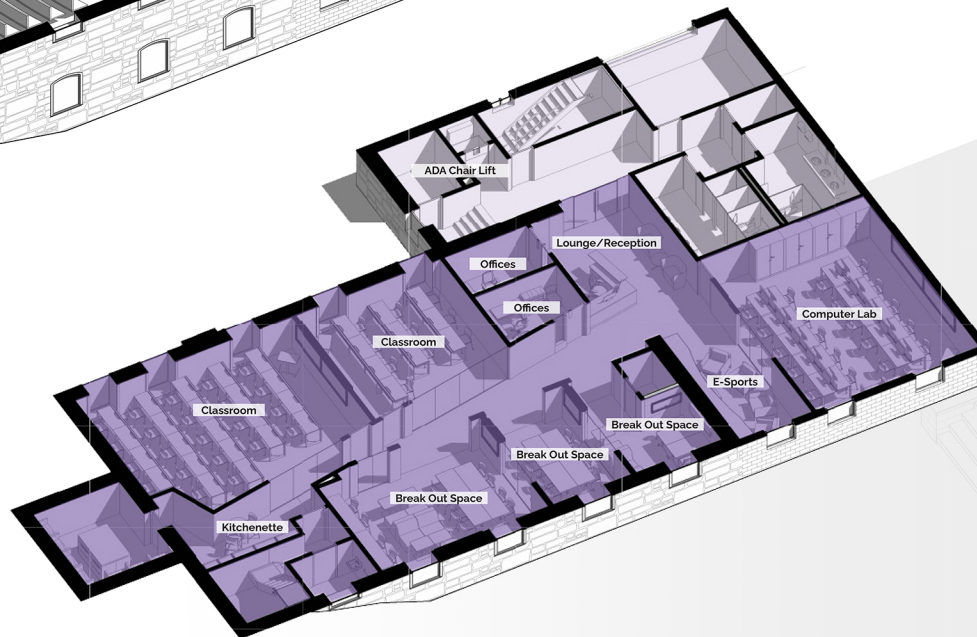 ADA Chair Lift
Lounge/Reception
Offices
Offices
Computer Lab
Classroom
E-Sports
Classroom
Break Out Space
Break Out Space
Break Out Space
Kitchenette